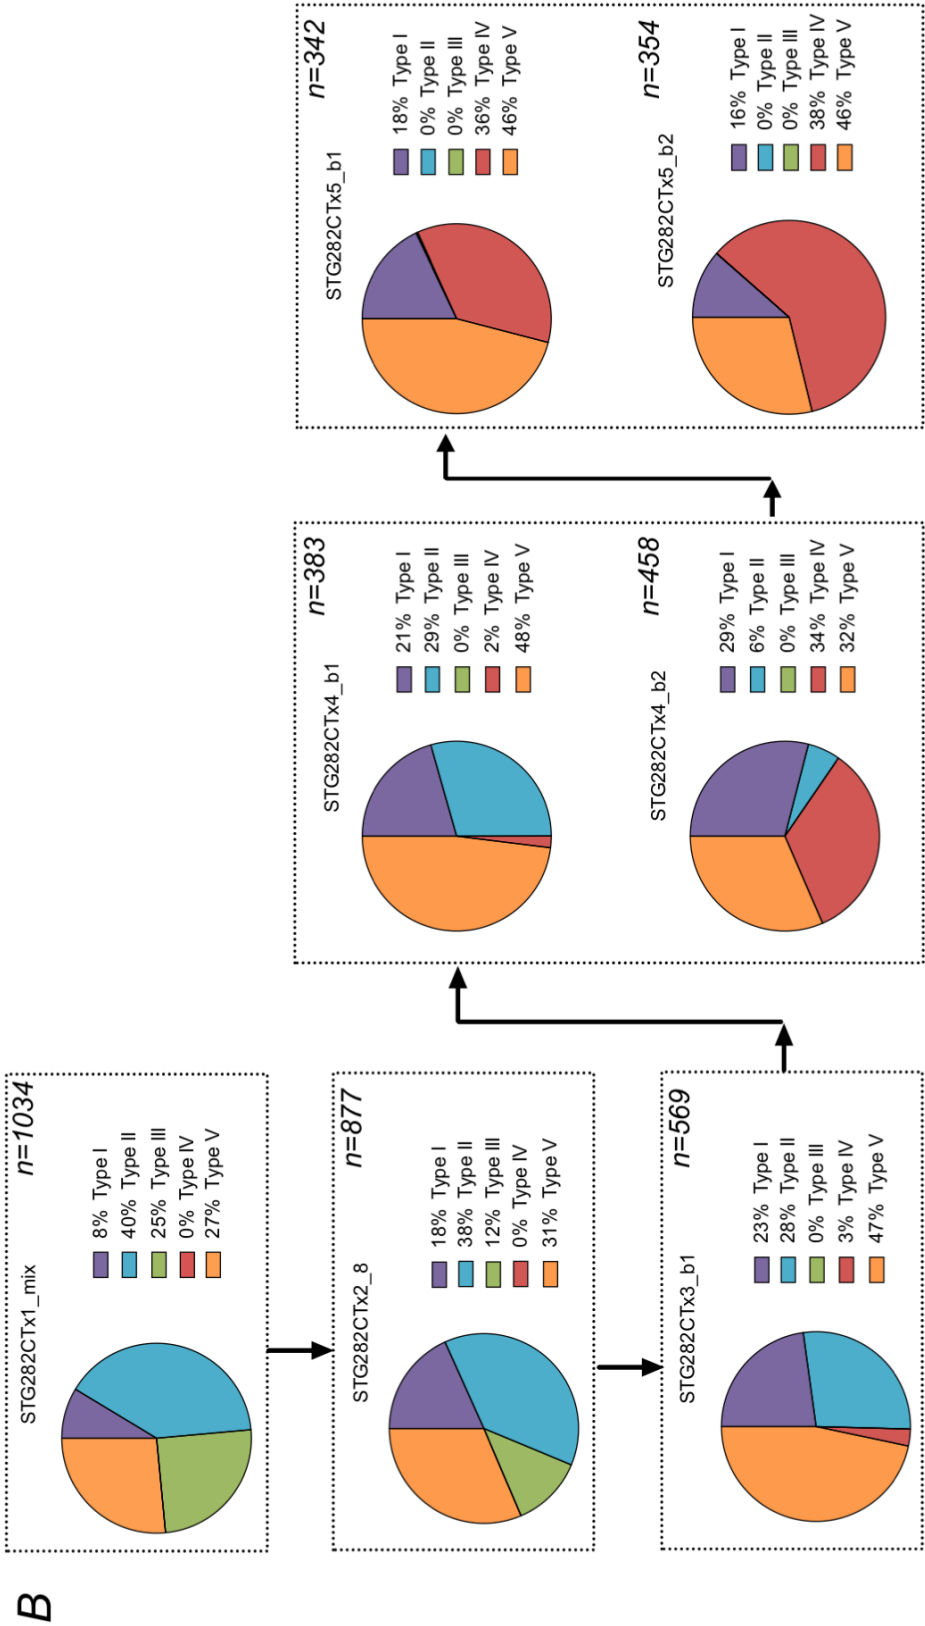 B
STG282CTx1_mix
n=1034
8% Type I
40% Type II
25% Type III
0% Type IV
27% Type V
STG282CTx2_8
n=877
18% Type I
38% Type II
12% Type III
0% Type IV
31% Type V
STG282CTx3_b1
n=569
23% Type I
28% Type II
0% Type III
3% Type IV
47% Type V
STG282CTx4_b1
n=383
21% Type I
29% Type II
0% Type III
2% Type IV
48% Type V
STG282CTx4_b2
n=458
29% Type I
6% Type II
0% Type III
34% Type IV
32% Type V
STG282CTx5_b1
n=342
18% Type I
0% Type II
0% Type III
36% Type IV
46% Type V
STG282CTx5_b2
n=354
16% Type I
0% Type II
0% Type III
38% Type IV
46% Type V